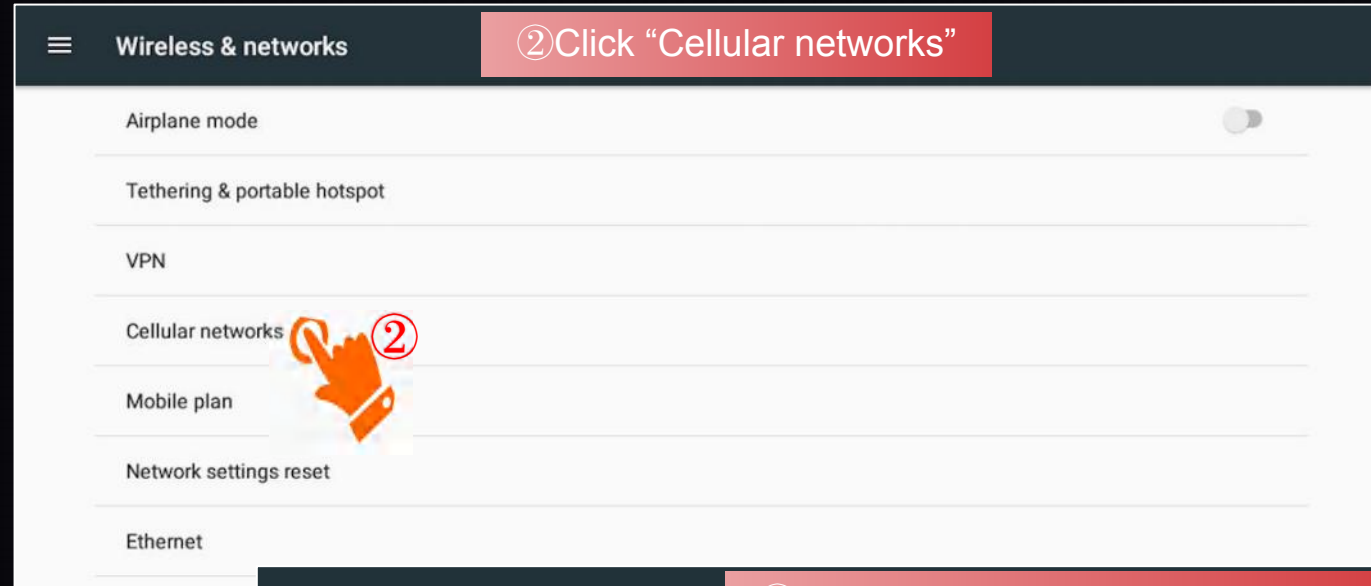 Wireless & networks
②Click “Cellular networks”
Airplane mode
Tethering & portable hotspot
VPN
Cellular networks
②
Mobile plan
Network settings reset
Ethernet